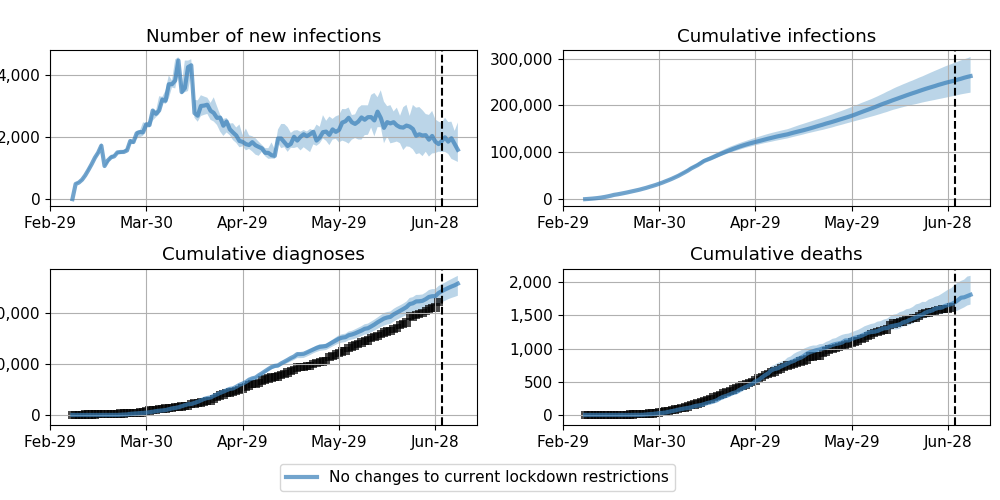 Number of new infections
Cumulative infections
4,000
2,000
0
Feb-29 Mar-30 Apr-29 May-29 Jun-28
300,000
200,000
100,000
0
Feb-29 Mar-30 Apr-29 May-29 Jun-28
Cumulative diagnoses
Cumulative deaths
0,000
0,000
0
Feb-29 Mar-30 Apr-29 May-29 Jun-28
2,000
1,500
1,000
500
0
Feb-29 Mar-30 Apr-29 May-29 Jun-28
No changes to current lockdown restrictions